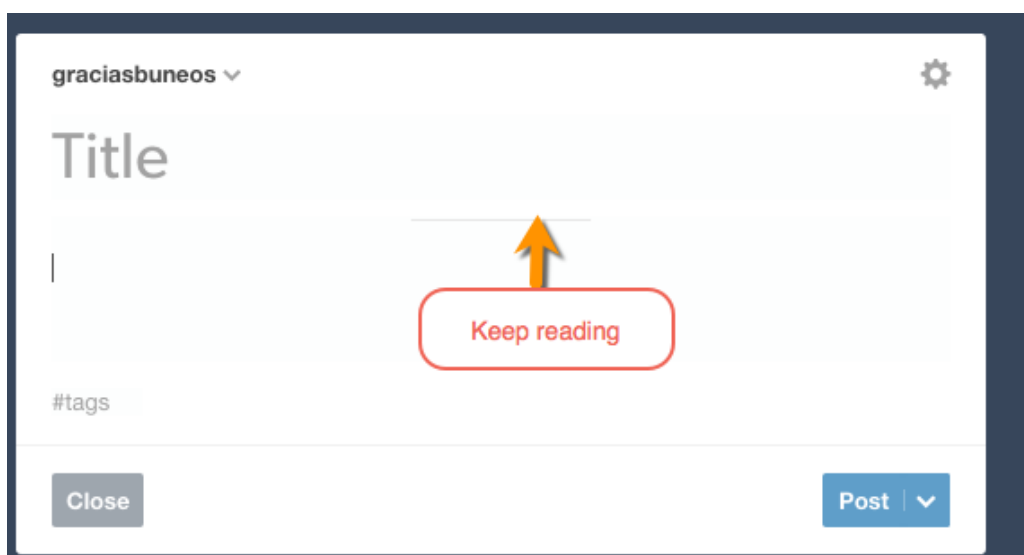 graciasbuneos
Title
Keep reading
#tags
Close
Post